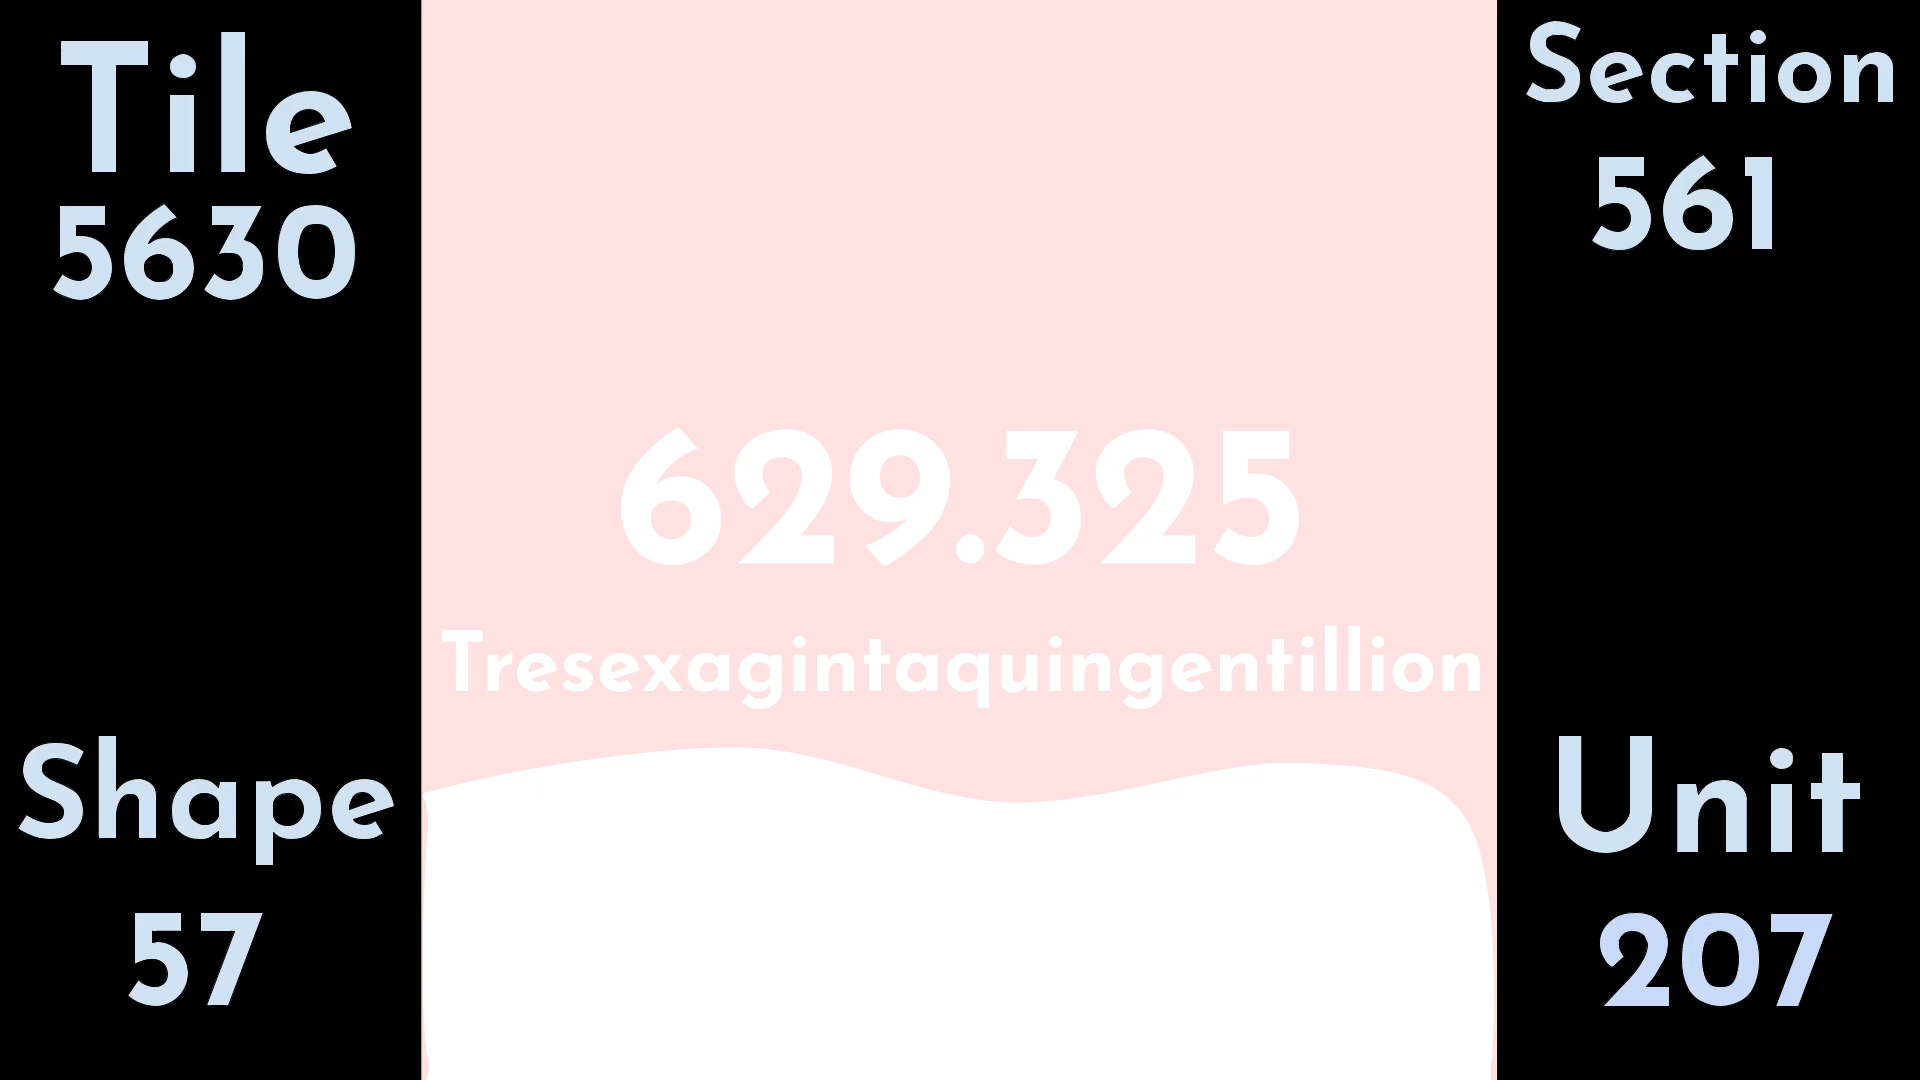 Tile
5630
Section
561
629.325
Tresexagintaquingentillion
Shape
57
Unit
207